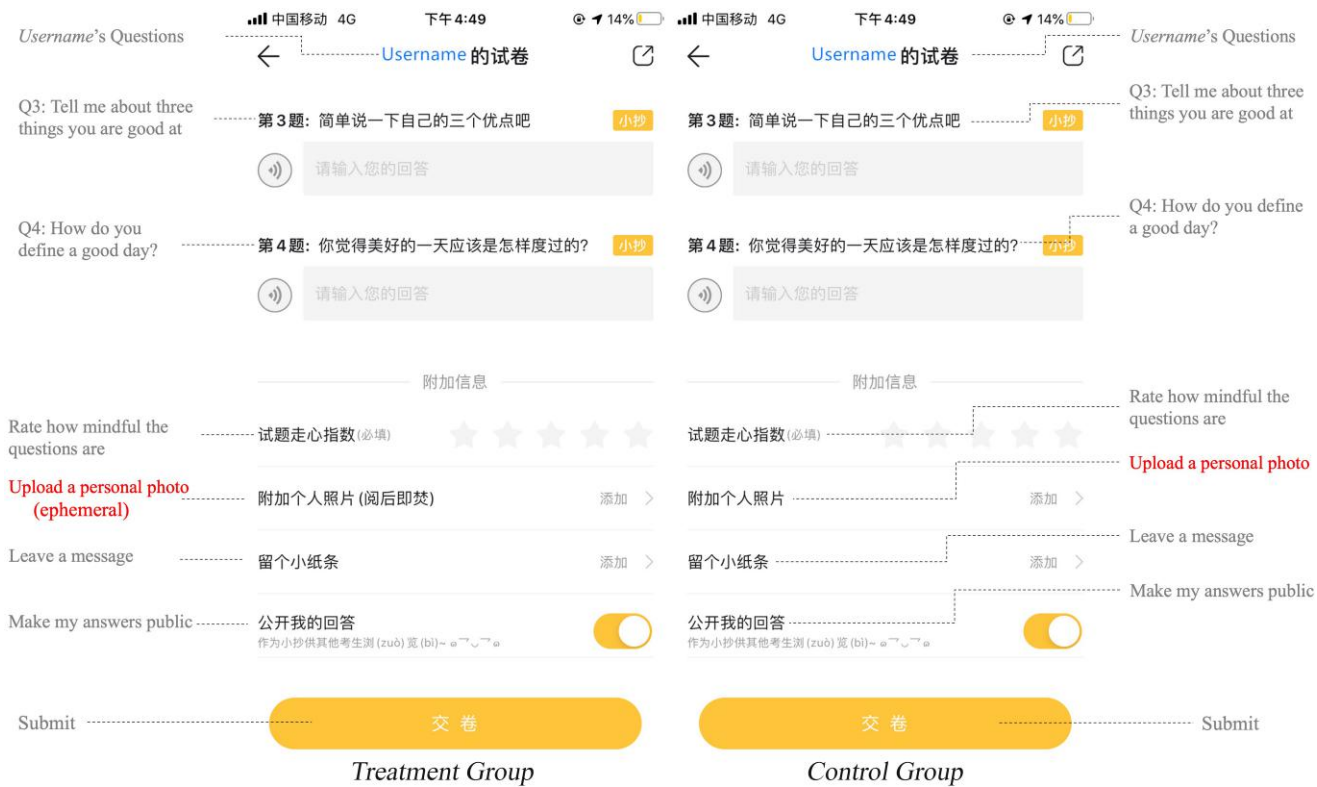 中国移动 4G 下午4:49 14%
Username 的试卷
第3题: 简单说一下自己的三个优点吧 小抄
请输入您的回答
第4题: 你觉得美好的一天应该是怎样度过的? 小抄
请输入您的回答
附加信息
试题走心指数(必填)
附加个人照片(阅后即焚) 添加
留个小纸条 添加
公开我的回答
作为小抄供其他考生浏(zuò)览(bì)~
交 卷
Treatment Group
中国移动 4G 下午4:49 14%
Username 的试卷
第3题: 简单说一下自己的三个优点吧 小抄
请输入您的回答
第4题: 你觉得美好的一天应该是怎样度过的? 小抄
请输入您的回答
附加信息
试题走心指数(必填)
附加个人照片 添加
留个小纸条 添加
公开我的回答
作为小抄供其他考生浏(zuò)览(bì)~
交 卷
Control Group
Username's Questions
Q3: Tell me about three
things you are good at
Q4: How do you
define a good day?
Rate how mindful the
questions are
Upload a personal photo
(ephemeral)
Leave a message
Make my answers public
Submit
Username's Questions
Q3: Tell me about three
things you are good at
Q4: How do you define
a good day?
Rate how mindful the
questions are
Upload a personal photo
Leave a message
Make my answers public
Submit